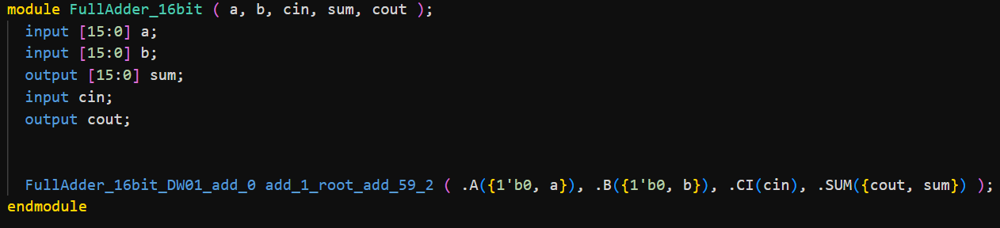 module FullAdder_16bit ( a, b, cin, sum, cout );
input [15:0] a;
input [15:0] b;
output [15:0] sum;
input cin;
output cout;
FullAdder_16bit_DW01_add_0 add_1_root_add_59_2 ( .A({1'b0, a}), .B({1'b0, b}), .CI(cin), .SUM({cout, sum}) );
endmodule